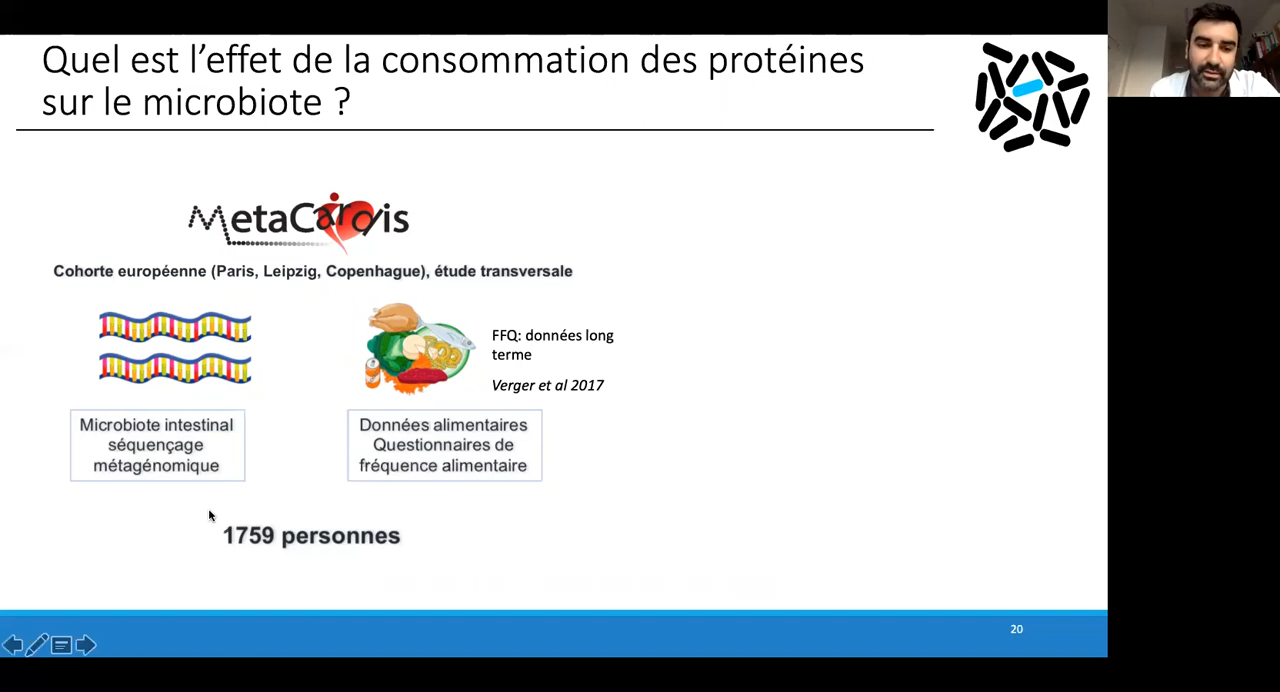 Quel est l’effet de la consommation des protéines
sur le microbiote ?
MetaCardis
Cohorte européenne (Paris, Leipzig, Copenhague), étude transversale
FFQ: données long
terme
Verger et al 2017
Microbiote intestinal
séquençage
métagénomique
Données alimentaires
Questionnaires de
fréquence alimentaire
1759 personnes
20